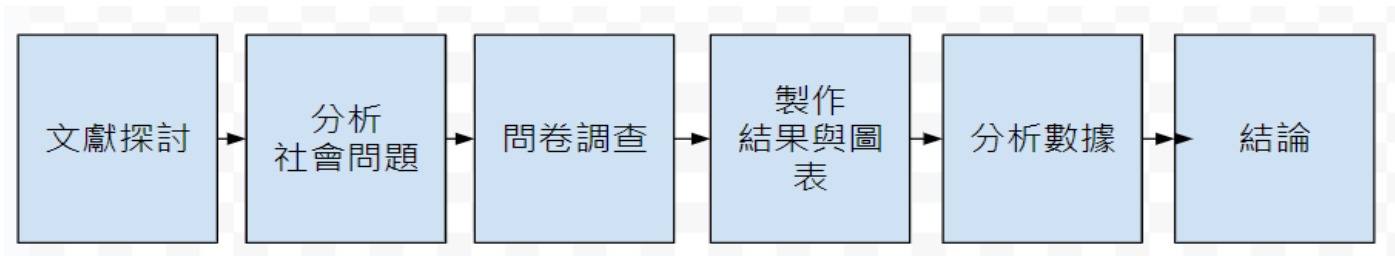 文獻探討
分析
社會問題
問卷調查
製作
結果與圖
表
分析數據
結論